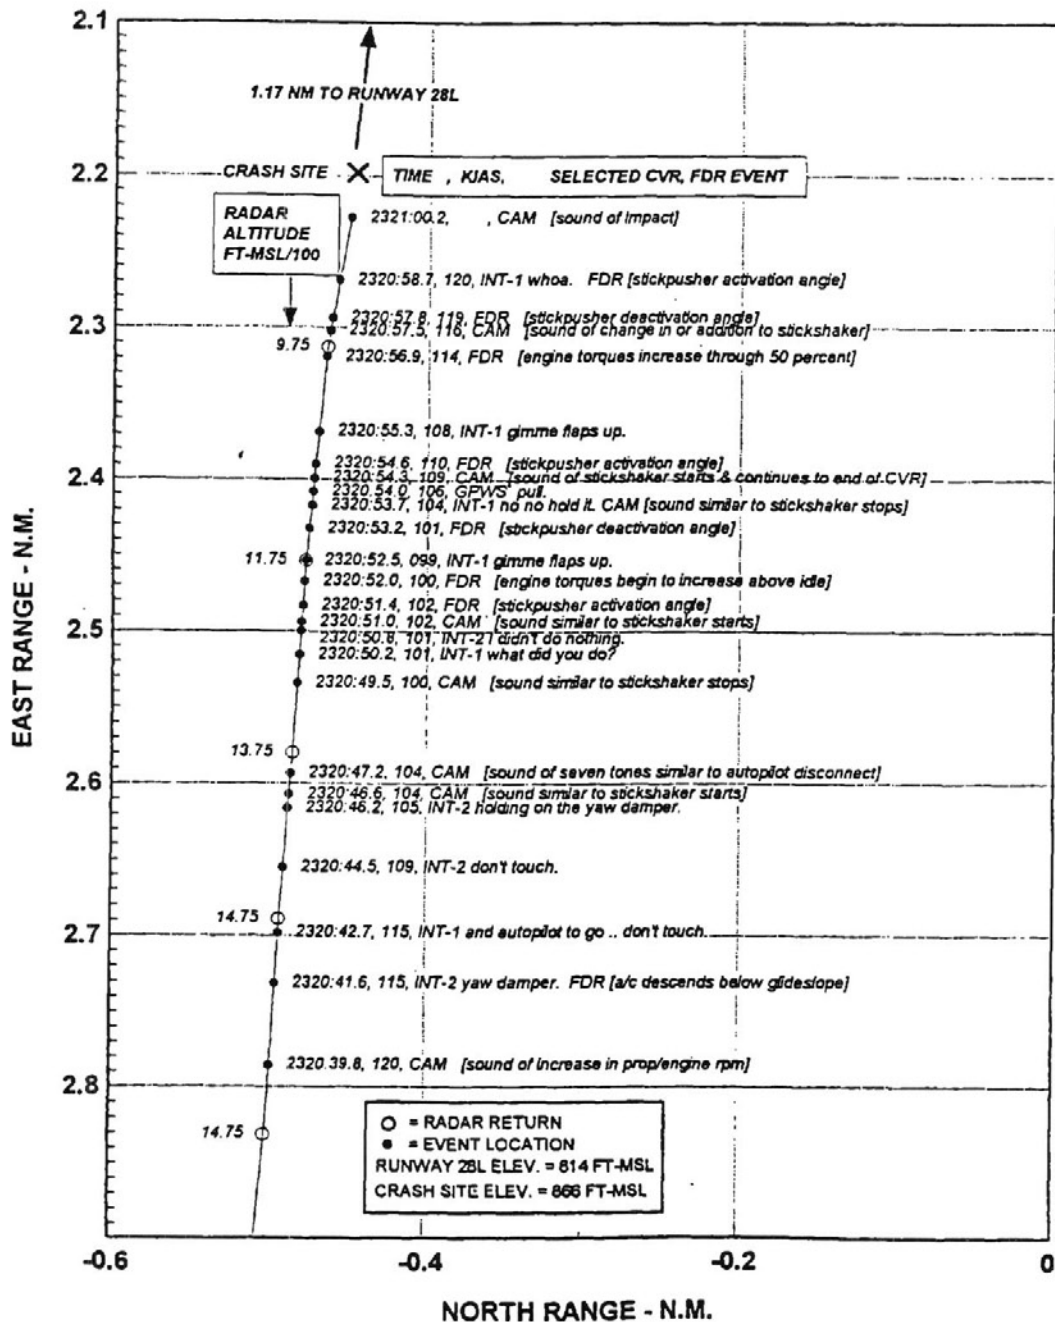 2.1
1.17 NM TO RUNWAY 28L
2.2
CRASH SITE
TIME , KIAS, SELECTED CVR, FDR EVENT
RADAR
ALTITUDE
FT-MSL/100
2321:00.2, , CAM [sound of impact]
2320:58.7, 120, INT-1 whoa. FDR [stickpusher activation angle]
2320:57.8, 119, FDR [stickpusher deactivation angle]
2.3
2320:57.5, 116, CAM [sound of change in or addition to stickshaker]
9.75
2320:56.9, 114, FDR [engine torques increase through 50 percent]
2320:55.3, 108, INT-1 gimme flaps up.
2320:54.6, 110, FDR [stickpusher activation angle]
2.4
2320:54.3, 109, CAM [sound of stickshaker starts & continues to end of CVR]
2320:54.0, 106, GPWS' pull.
2320:53.7, 104, INT-1 no no hold it. CAM [sound similar to stickshaker stops]
2320:53.2, 101, FDR [stickpusher deactivation angle]
11.75
2320:52.5, 099, INT-1 gimme flaps up.
2320:52.0, 100, FDR [engine torques begin to increase above idle]
2320:51.4, 102, FDR [stickpusher activation angle]
2320:51.0, 102, CAM [sound similar to stickshaker starts]
2.5
2320:50.8, 101, INT-2 I didn't do nothing.
2320:50.2, 101, INT-1 what did you do?
2320:49.5, 100, CAM [sound similar to stickshaker stops]
13.75
2320:47.2, 104, CAM [sound of seven tones similar to autopilot disconnect]
2.6
2320:46.6, 104, CAM [sound similar to stickshaker starts]
2320:46.2, 105, INT-2 holding on the yaw damper.
2320:44.5, 109, INT-2 don't touch.
14.75
2.7
2320:42.7, 115, INT-1 and autopilot to go .. don't touch.
2320:41.6, 115, INT-2 yaw damper. FDR [a/c descends below glideslope]
2320.39.8, 120, CAM [sound of increase in prop/engine rpm]
2.8
14.75
O = RADAR RETURN
● = EVENT LOCATION
RUNWAY 28L ELEV. = 814 FT-MSL
CRASH SITE ELEV. = 866 FT-MSL
-0.6
-0.4
-0.2
0
EAST RANGE - N.M.
NORTH RANGE - N.M.